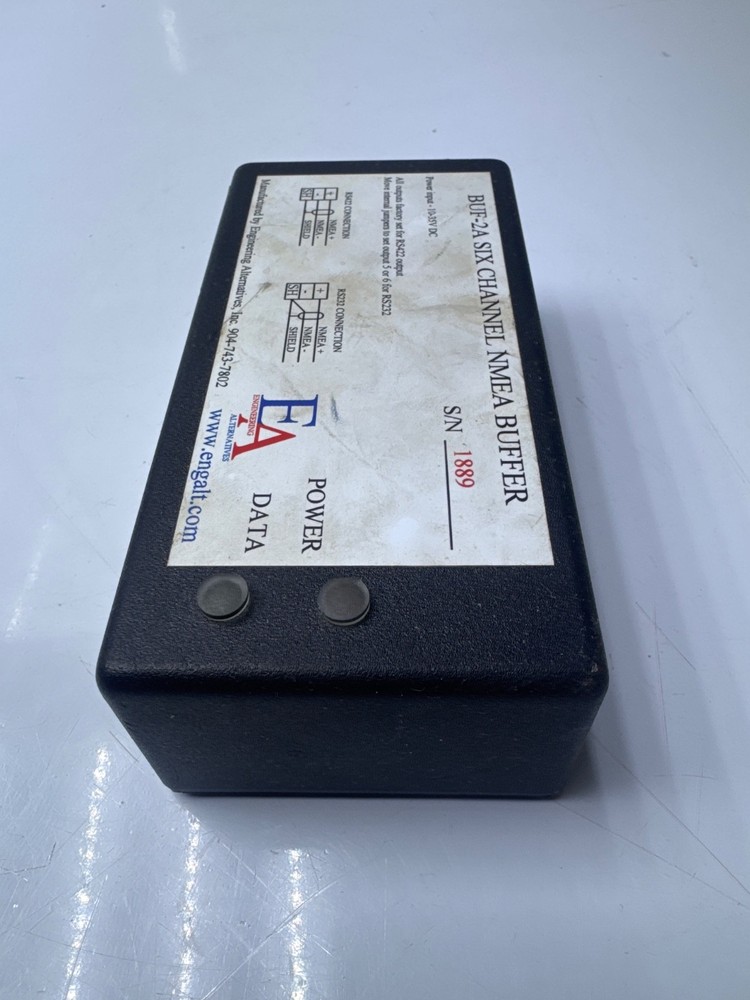 BUF-2A SIX CHANNEL NMEA BUFFER
S/N 1889
Power input - 10-35V DC
All outputs factory set for RS422 output
Move internal jumpers to set output 5 or 6 for RS232
RS422 CONNECTION
+ NMEA +
- NMEA -
SH SHIELD
RS232 CONNECTION
+ NMEA +
- NMEA -
SH SHIELD
EA
ENGINEERING
ALTERNATIVES
POWER
DATA
Manufactured by Engineering Alternatives, Inc. 904-743-7802
www.engalt.com